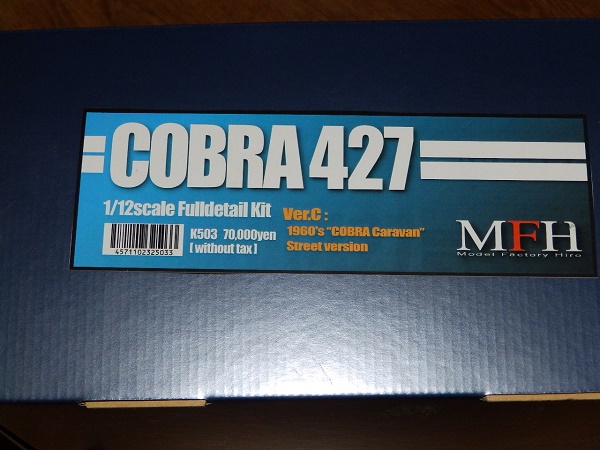 COBRA 427
1/12scale Fulldetail Kit
4571102325033
K503 70,000yen
[ without tax ]
Ver.C :
1960's "COBRA Caravan"
Street version
MFH
Model Factory Hiro